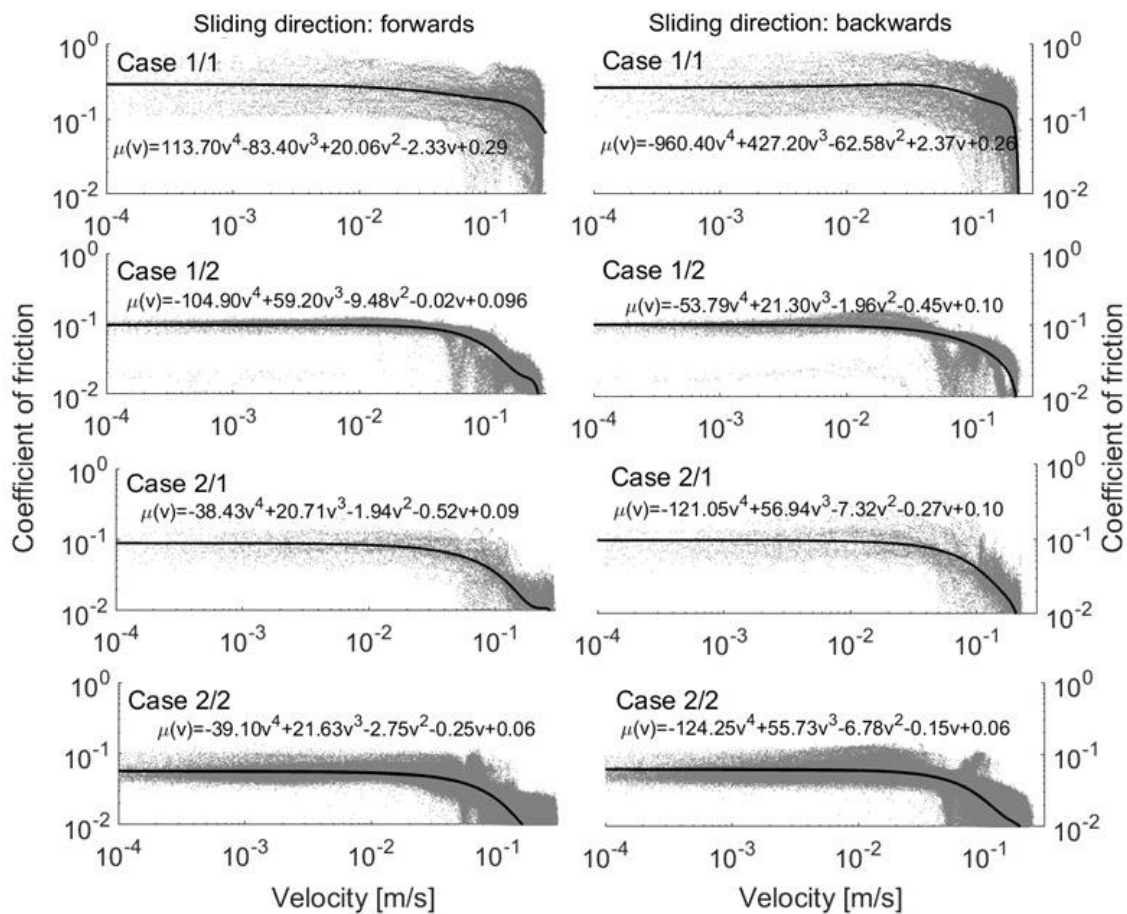 Sliding direction: forwards
Sliding direction: backwards
Coefficient of friction
10^0
10^-1
10^-2
Case 1/1
μ(v)=113.70v^4-83.40v^3+20.06v^2-2.33v+0.29
10^-4 10^-3 10^-2 10^-1
Case 1/1
μ(v)=-960.40v^4+427.20v^3-62.58v^2+2.37v+0.26
10^0
10^-1
10^-2
10^-4 10^-3 10^-2 10^-1
10^0
10^-1
10^-2
Case 1/2
μ(v)=-104.90v^4+59.20v^3-9.48v^2-0.02v+0.096
10^-4 10^-3 10^-2 10^-1
Case 1/2
μ(v)=-53.79v^4+21.30v^3-1.96v^2-0.45v+0.10
10^0
10^-1
10^-2
10^-4 10^-3 10^-2 10^-1
10^0
10^-1
10^-2
Case 2/1
μ(v)=-38.43v^4+20.71v^3-1.94v^2-0.52v+0.09
10^-4 10^-3 10^-2 10^-1
Case 2/1
μ(v)=-121.05v^4+56.94v^3-7.32v^2-0.27v+0.10
10^0
10^-1
10^-2
10^-4 10^-3 10^-2 10^-1
10^0
10^-1
10^-2
Case 2/2
μ(v)=-39.10v^4+21.63v^3-2.75v^2-0.25v+0.06
10^-4 10^-3 10^-2 10^-1
Case 2/2
μ(v)=-124.25v^4+55.73v^3-6.78v^2-0.15v+0.06
10^0
10^-1
10^-2
10^-4 10^-3 10^-2 10^-1
Coefficient of friction
Velocity [m/s]
Velocity [m/s]